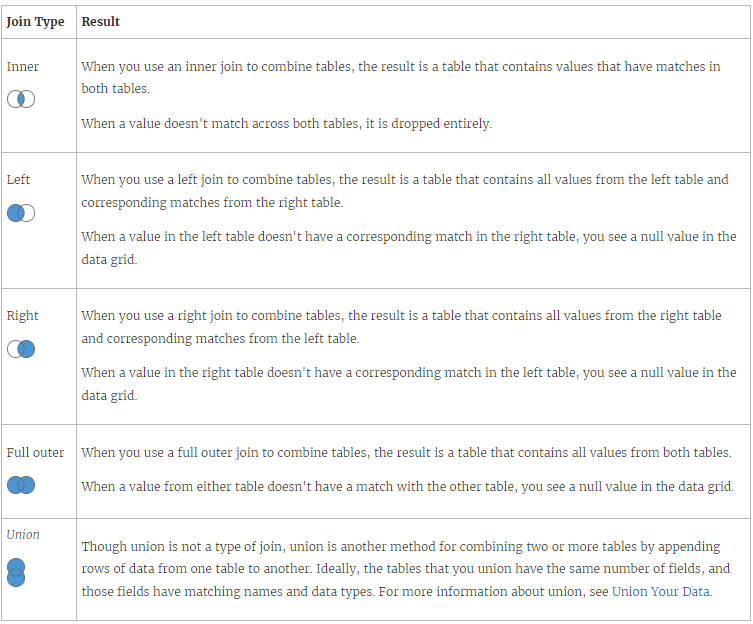 Join Type Result
Inner
When you use an inner join to combine tables, the result is a table that contains values that have matches in
both tables.
When a value doesn't match across both tables, it is dropped entirely.
Left
When you use a left join to combine tables, the result is a table that contains all values from the left table and
corresponding matches from the right table.
When a value in the left table doesn't have a corresponding match in the right table, you see a null value in the
data grid.
Right
When you use a right join to combine tables, the result is a table that contains all values from the right table
and corresponding matches from the left table.
When a value in the right table doesn't have a corresponding match in the left table, you see a null value in the
data grid.
Full outer
When you use a full outer join to combine tables, the result is a table that contains all values from both tables.
When a value from either table doesn't have a match with the other table, you see a null value in the data grid.
Union
Though union is not a type of join, union is another method for combining two or more tables by appending
rows of data from one table to another. Ideally, the tables that you union have the same number of fields, and
those fields have matching names and data types. For more information about union, see Union Your Data.